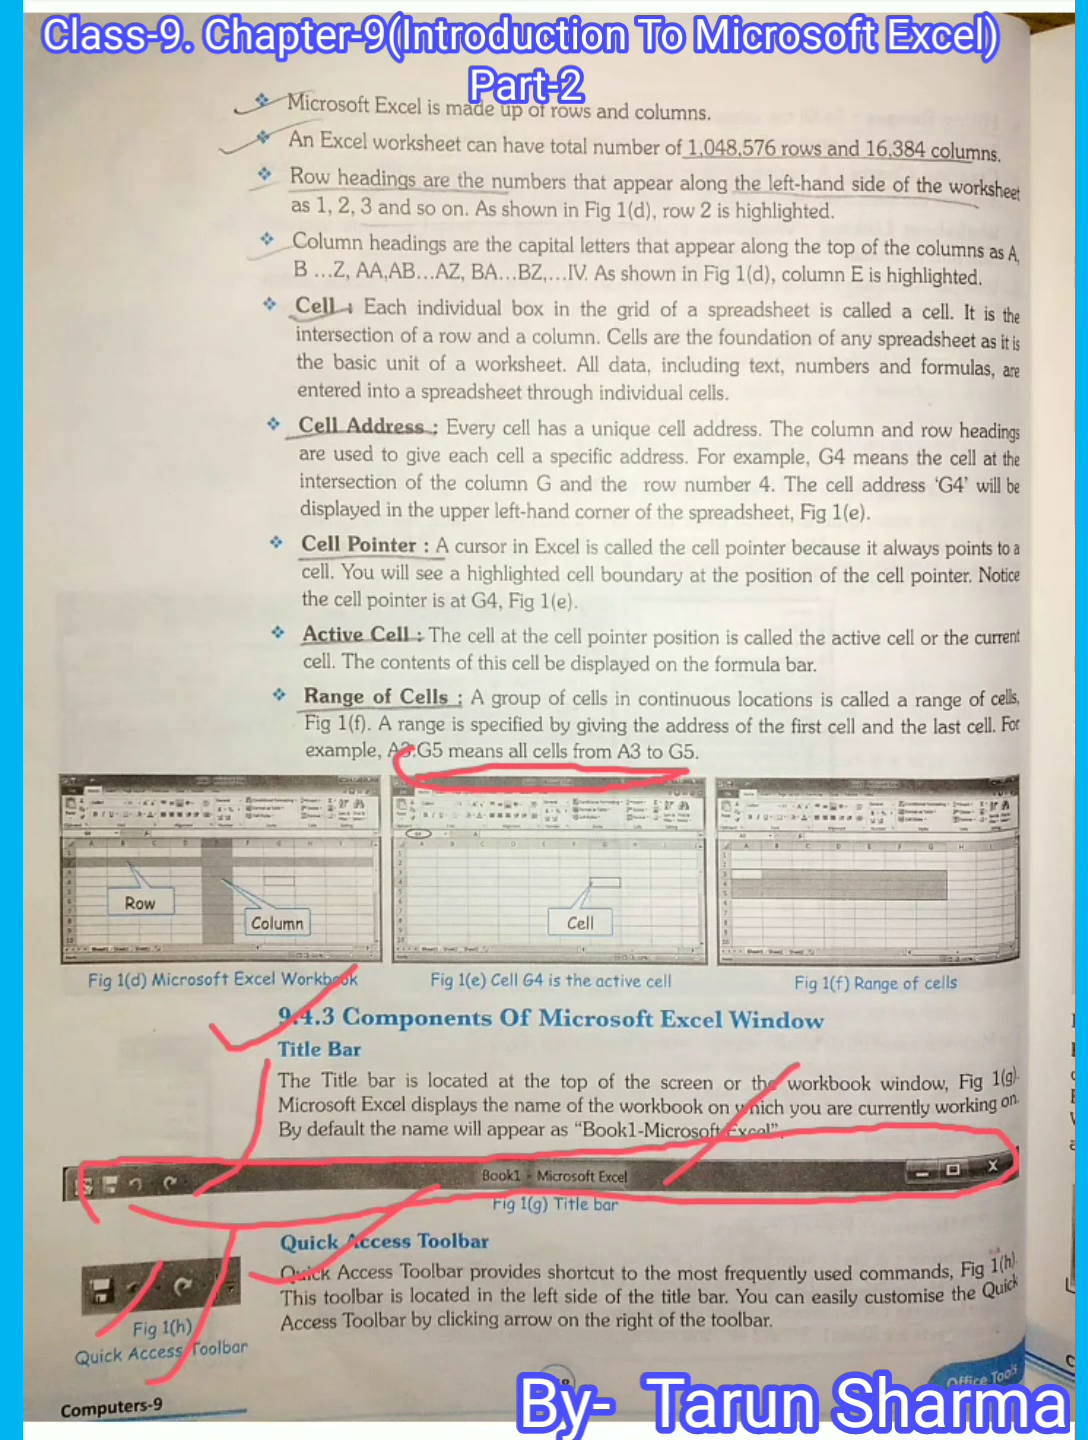 Class-9. Chapter-9(Introduction To Microsoft Excel)
Part-2
❖ Microsoft Excel is made up of rows and columns.
❖ An Excel worksheet can have total number of 1,048,576 rows and 16,384 columns.
❖ Row headings are the numbers that appear along the left-hand side of the worksheet
as 1, 2, 3 and so on. As shown in Fig 1(d), row 2 is highlighted.
❖ Column headings are the capital letters that appear along the top of the columns as A,
B ...Z, AA,AB...AZ, BA...BZ,...IV. As shown in Fig 1(d), column E is highlighted.
❖ Cell : Each individual box in the grid of a spreadsheet is called a cell. It is the
intersection of a row and a column. Cells are the foundation of any spreadsheet as it is
the basic unit of a worksheet. All data, including text, numbers and formulas, are
entered into a spreadsheet through individual cells.
❖ Cell Address : Every cell has a unique cell address. The column and row headings
are used to give each cell a specific address. For example, G4 means the cell at the
intersection of the column G and the row number 4. The cell address 'G4' will be
displayed in the upper left-hand corner of the spreadsheet, Fig 1(e).
❖ Cell Pointer : A cursor in Excel is called the cell pointer because it always points to a
cell. You will see a highlighted cell boundary at the position of the cell pointer. Notice
the cell pointer is at G4, Fig 1(e).
❖ Active Cell : The cell at the cell pointer position is called the active cell or the current
cell. The contents of this cell be displayed on the formula bar.
❖ Range of Cells : A group of cells in continuous locations is called a range of cells,
Fig 1(f). A range is specified by giving the address of the first cell and the last cell. For
example, A3:G5 means all cells from A3 to G5.
Row
Column
Cell
Fig 1(d) Microsoft Excel Workbook
Fig 1(e) Cell G4 is the active cell
Fig 1(f) Range of cells
9.4.3 Components Of Microsoft Excel Window
Title Bar
The Title bar is located at the top of the screen or the workbook window, Fig 1(g).
Microsoft Excel displays the name of the workbook on which you are currently working on.
By default the name will appear as "Book1-Microsoft Excel".
Book1 - Microsoft Excel
Fig 1(g) Title bar
Quick Access Toolbar
Quick Access Toolbar provides shortcut to the most frequently used commands, Fig 1(h).
This toolbar is located in the left side of the title bar. You can easily customise the Quick
Access Toolbar by clicking arrow on the right of the toolbar.
Fig 1(h)
Quick Access Toolbar
Office Tools
Computers-9
By- Tarun Sharma